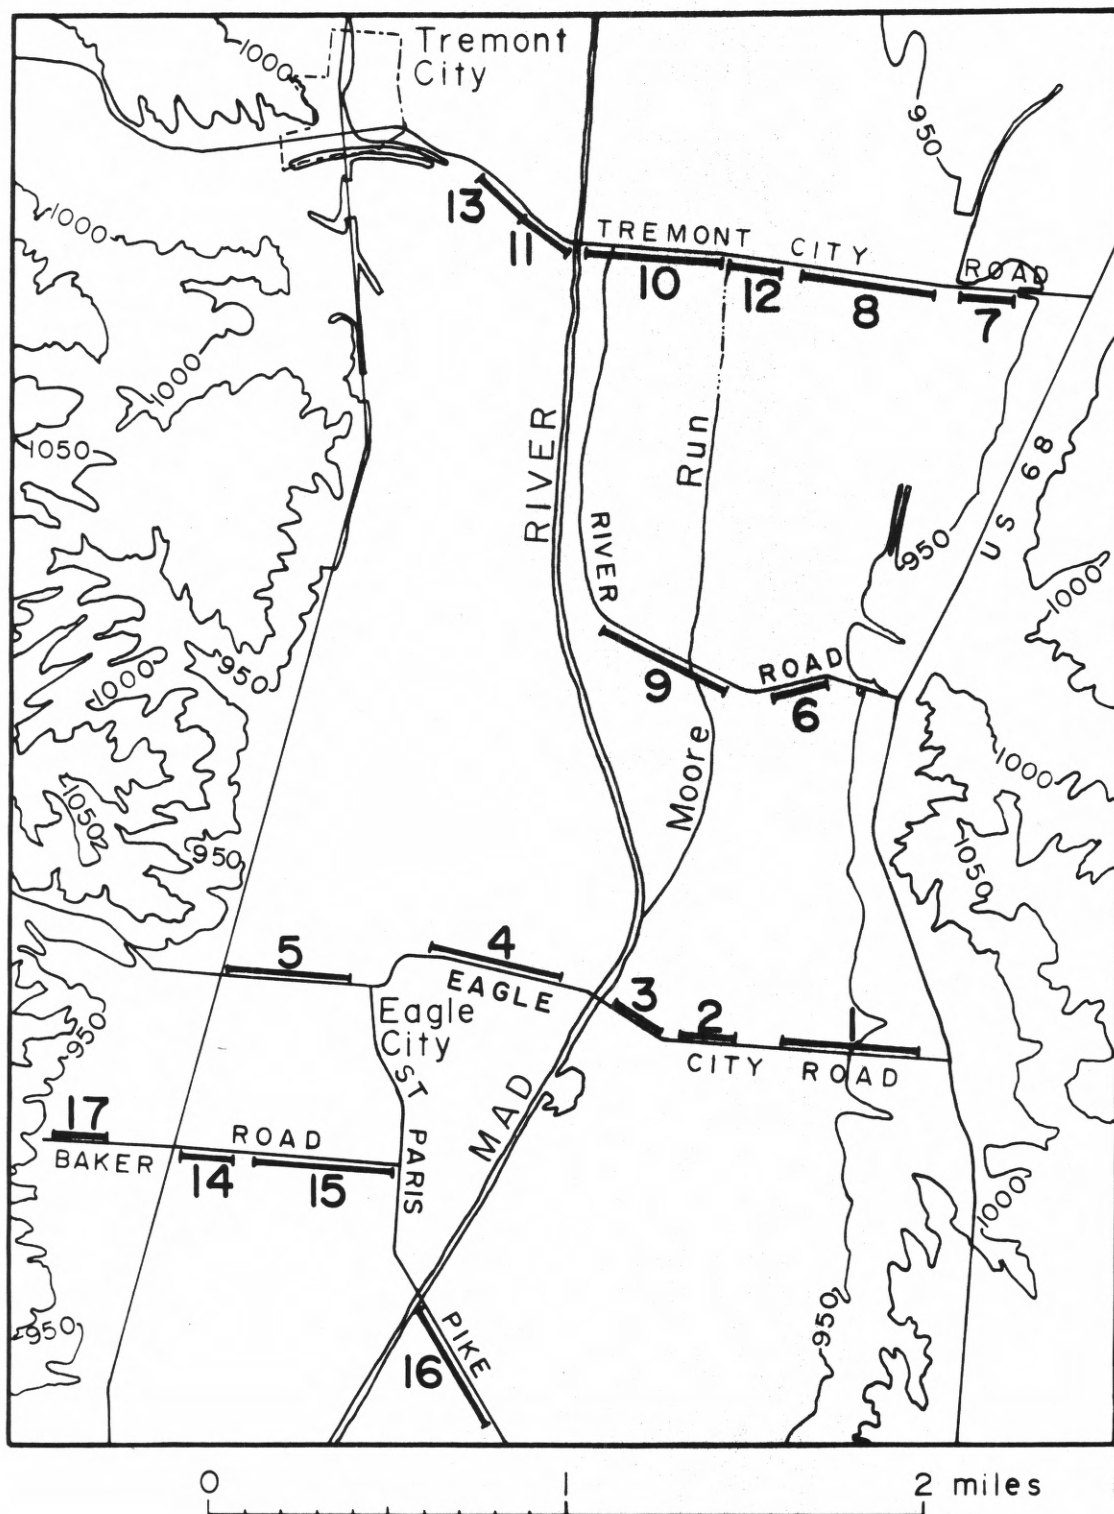 Tremont
City
1000
950
1000
13
11
TREMONT CITY ROAD
10
12
8
7
1000
1050
RIVER
Run
US 68
RIVER
950
1000
ROAD
950
1000
9
6
Moore
1000
1050
950
1050
5
4
EAGLE
3
2
1
Eagle
City
CITY ROAD
950
ST PARIS
MAD
17
ROAD
BAKER
14
15
1000
950
950
PIKE
16
0 1 2 miles